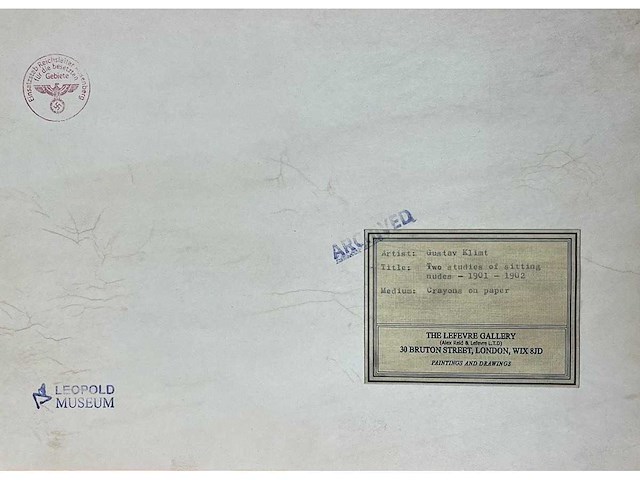 Einsatzstab Reichsleiter Rosenberg
für die besetzten
Gebiete
ARCHIVED
Artist: Gustav Klimt
Title: Two studies of sitting
nudes - 1901 - 1902
Medium: Crayons on paper
THE LEFEVRE GALLERY
(Alex Reid & Lefevre L.T.D)
30 BRUTON STREET, LONDON, WIX 8JD
PAINTINGS AND DRAWINGS
LEOPOLD
MUSEUM